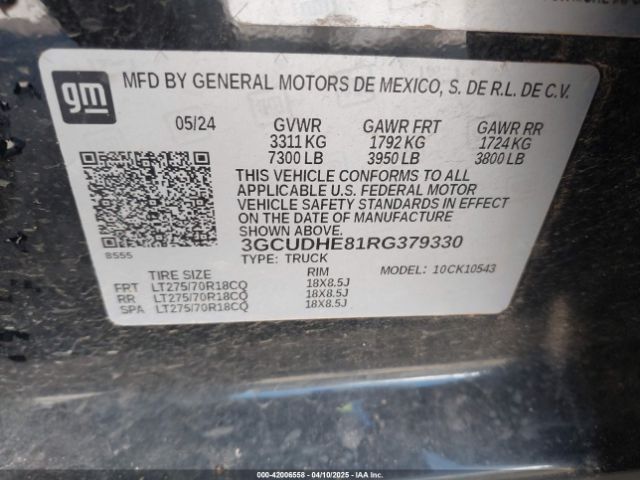 gm
MFD BY GENERAL MOTORS DE MEXICO, S. DE R.L. DE C.V.
05/24 GVWR GAWR FRT GAWR RR
3311 KG 1792 KG 1724 KG
7300 LB 3950 LB 3800 LB
THIS VEHICLE CONFORMS TO ALL
APPLICABLE U.S. FEDERAL MOTOR
VEHICLE SAFETY STANDARDS IN EFFECT
ON THE DATE OF MANUFACTURE
SHOWN ABOVE.
3GCUDHE81RG379330
8555 TYPE: TRUCK MODEL: 10CK10543
TIRE SIZE RIM
FRT LT275/70R18CQ 18X8.5J
RR LT275/70R18CQ 18X8.5J
SPA LT275/70R18CQ 18X8.5J
000-42006558 - 04/10/2025 - IAAI.COM